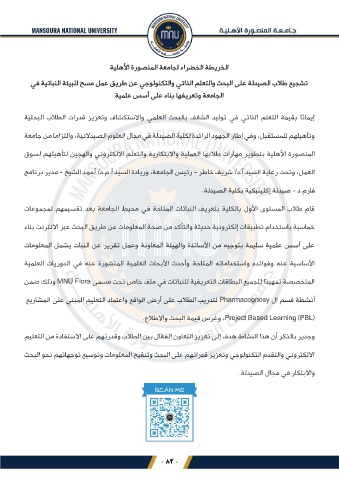 MANSOURA NATIONAL UNIVERSITY
جـامـعـة المنصورة الأهلـيـة
MNU
الخريطة الخضراء لجامعة المنصورة الأهلية
تشجيع طلاب الصيدلة على البحث والتعلم الذاتي والتكنولوجي عن طريق عمل مسح للبيئة النباتية في
الجامعة وتعريفها بناء على أسس علمية
إيمانًا بقيمة التعلم الذاتي في توليد الشغف بالبحث العلمي والاستكشاف وتعزيز قدرات الطلاب البحثية
وتأهيلهم للمستقبل، وفي إطار الجهود الرائدة لكلية الصيدلة في مجال العلوم الصيدلانية، والتزاما من جامعة
المنصورة الأهلية بتطوير مهارات طلابها العملية والابتكارية والتعلم الإلكتروني والهجين لتأهيلهم لسوق
العمل، وتحت رعاية السيد أ.د/ شريف خاطر - رئيس الجامعة، وريادة السيد/ م.د/ أحمد الشيخ - مدير برنامج
فارم.د - صيدلة إكلينيكية بكلية الصيدلة.
قام طلاب المستوى الأول بالكلية بتعريف النباتات المتاحة في محيط الجامعة بعد تقسيمهم لمجموعات
خماسية باستخدام تطبيقات إلكترونية حديثة والتأكد من صحة المعلومات عن طريق البحث عبر الانترنت بناء
على أسس علمية سليمة بتوجيه من الأساتذة والهيئة المعاونة وعمل تقرير عن النبات يشمل المعلومات
الأساسية عنه وفوائده واستخداماته المتاحة وأحدث الأبحاث العلمية المنشورة عنه في الدوريات العلمية
المتخصصة تمهيدًا لتجميع البطاقات التعريفية للنباتات في ملف خاص تحت مسمى MNU Flora وذلك ضمن
أنشطة قسم ال Pharmacognosy لتدريب الطلاب على أرض الواقع واعتماد التعليم المبني على المشاريع
Project Based Learning (PBL)، وغرس قيمة البحث والاطلاع.
وجدير بالذكر أن هذا النشاط هدف إلى تعزيز التعاون الفعال بين الطلاب وقدرتهم على الاستفادة من التعليم
الالكتروني والتقدم التكنولوجي وتعزيز قدراتهم على البحث وتنقيح المعلومات وتوسيع توجهاتهم نحو البحث
والابتكار في مجال الصيدلة .
SCAN ME
٨٣